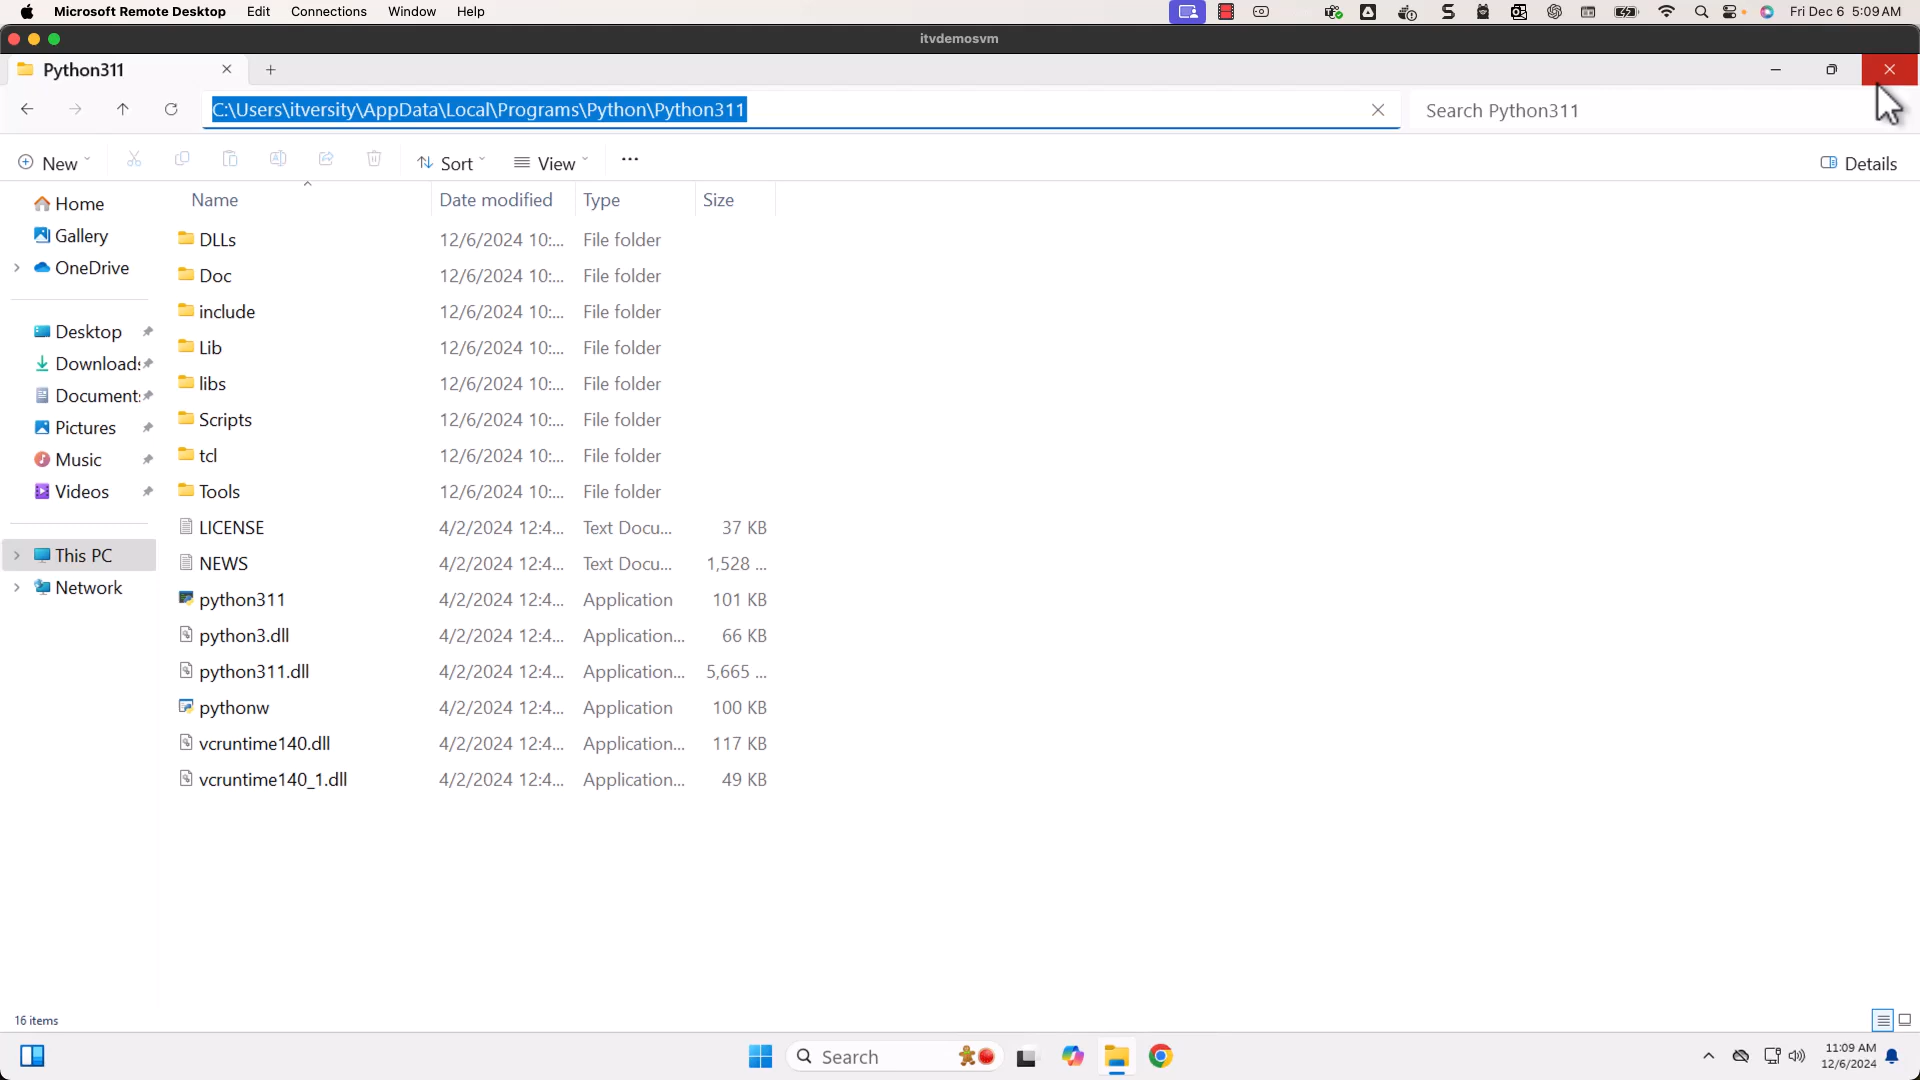 Microsoft Remote Desktop Edit Connections Window Help Fri Dec 6 5:09 AM
itvdemosvm
Python311
C:\Users\itversity\AppData\Local\Programs\Python\Python311
Search Python311
New Sort View ... Details
Name Date modified Type Size
Home
Gallery
OneDrive
Desktop
Downloads
Document:
Pictures
Music
Videos
This PC
Network
DLLs 12/6/2024 10:... File folder
Doc 12/6/2024 10:... File folder
include 12/6/2024 10:... File folder
Lib 12/6/2024 10:... File folder
libs 12/6/2024 10:... File folder
Scripts 12/6/2024 10:... File folder
tcl 12/6/2024 10:... File folder
Tools 12/6/2024 10:... File folder
LICENSE 4/2/2024 12:4... Text Docu... 37 KB
NEWS 4/2/2024 12:4... Text Docu... 1,528 ...
python311 4/2/2024 12:4... Application 101 KB
python3.dll 4/2/2024 12:4... Application... 66 KB
python311.dll 4/2/2024 12:4... Application... 5,665 ...
pythonw 4/2/2024 12:4... Application 100 KB
vcruntime140.dll 4/2/2024 12:4... Application... 117 KB
vcruntime140_1.dll 4/2/2024 12:4... Application... 49 KB
16 items
Search
11:09 AM
12/6/2024